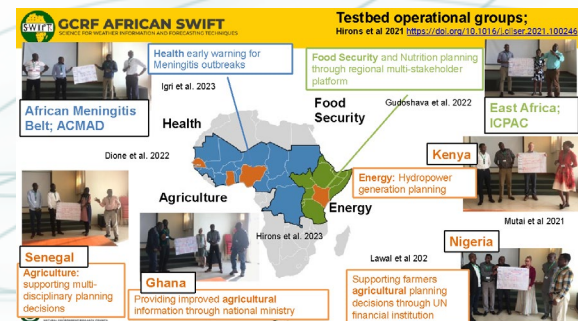 SWIFT
GCRF AFRICAN SWIFT
SCIENCE FOR WEATHER INFORMATION AND FORECASTING TECHNIQUES
Testbed operational groups;
Hirons et al 2021 https://doi.org/10.1016/j.cliser.2021.100246
Health early warning for
Meningitis outbreaks
Igri et al. 2023
Food Security and Nutrition planning
through regional multi-stakeholder
platform
Gudoshava et al. 2022
African Meningitis
Belt; ACMAD
East Africa;
ICPAC
Health
Food
Security
Dione et al. 2022
Kenya
Energy: Hydropower
generation planning
Mutai et al 2021
Agriculture
Energy
Hirons et al. 2023
Lawal et al 202
Nigeria
Senegal
Agriculture:
supporting multi-
disciplinary planning
decisions
Ghana
Providing improved agricultural
information through national ministry
Supporting farmers
agricultural planning
decisions through UN
financial institution